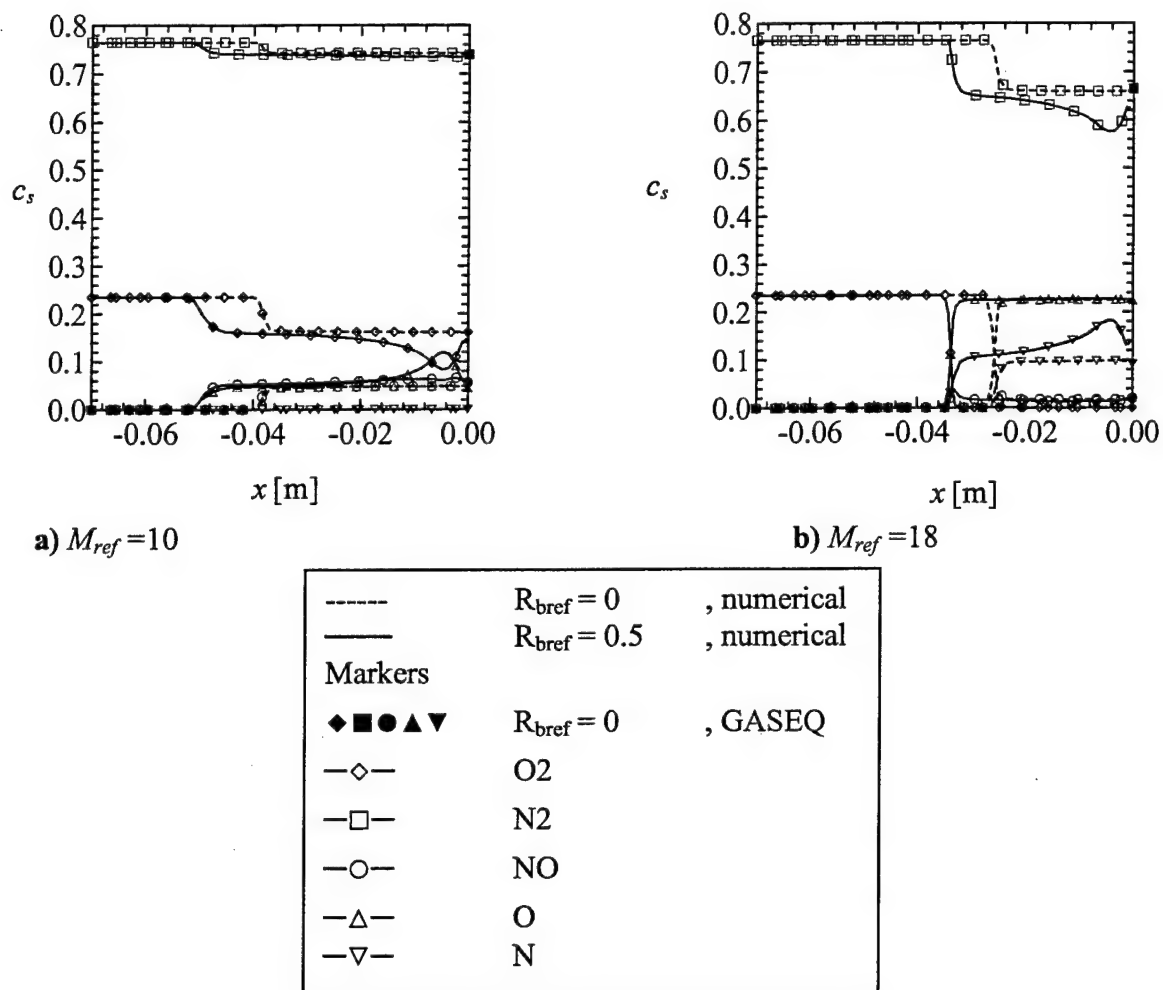 0.8
0.7
0.6
0.5
c_s
0.4
0.3
0.2
0.1
0.0
-0.06 -0.04 -0.02 0.00
x [m]
a) M_ref =10
0.8
0.7
0.6
0.5
c_s
0.4
0.3
0.2
0.1
0.0
-0.06 -0.04 -0.02 0.00
x [m]
b) M_ref =18
R_bref = 0 , numerical
R_bref = 0.5 , numerical
Markers
R_bref = 0 , GASEQ
O2
N2
NO
O
N